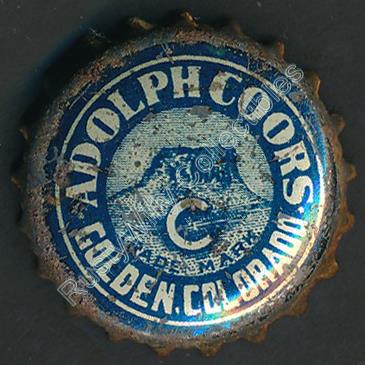 ADOLPH COORS
C
TRADE MARK
GOLDEN, COLORADO